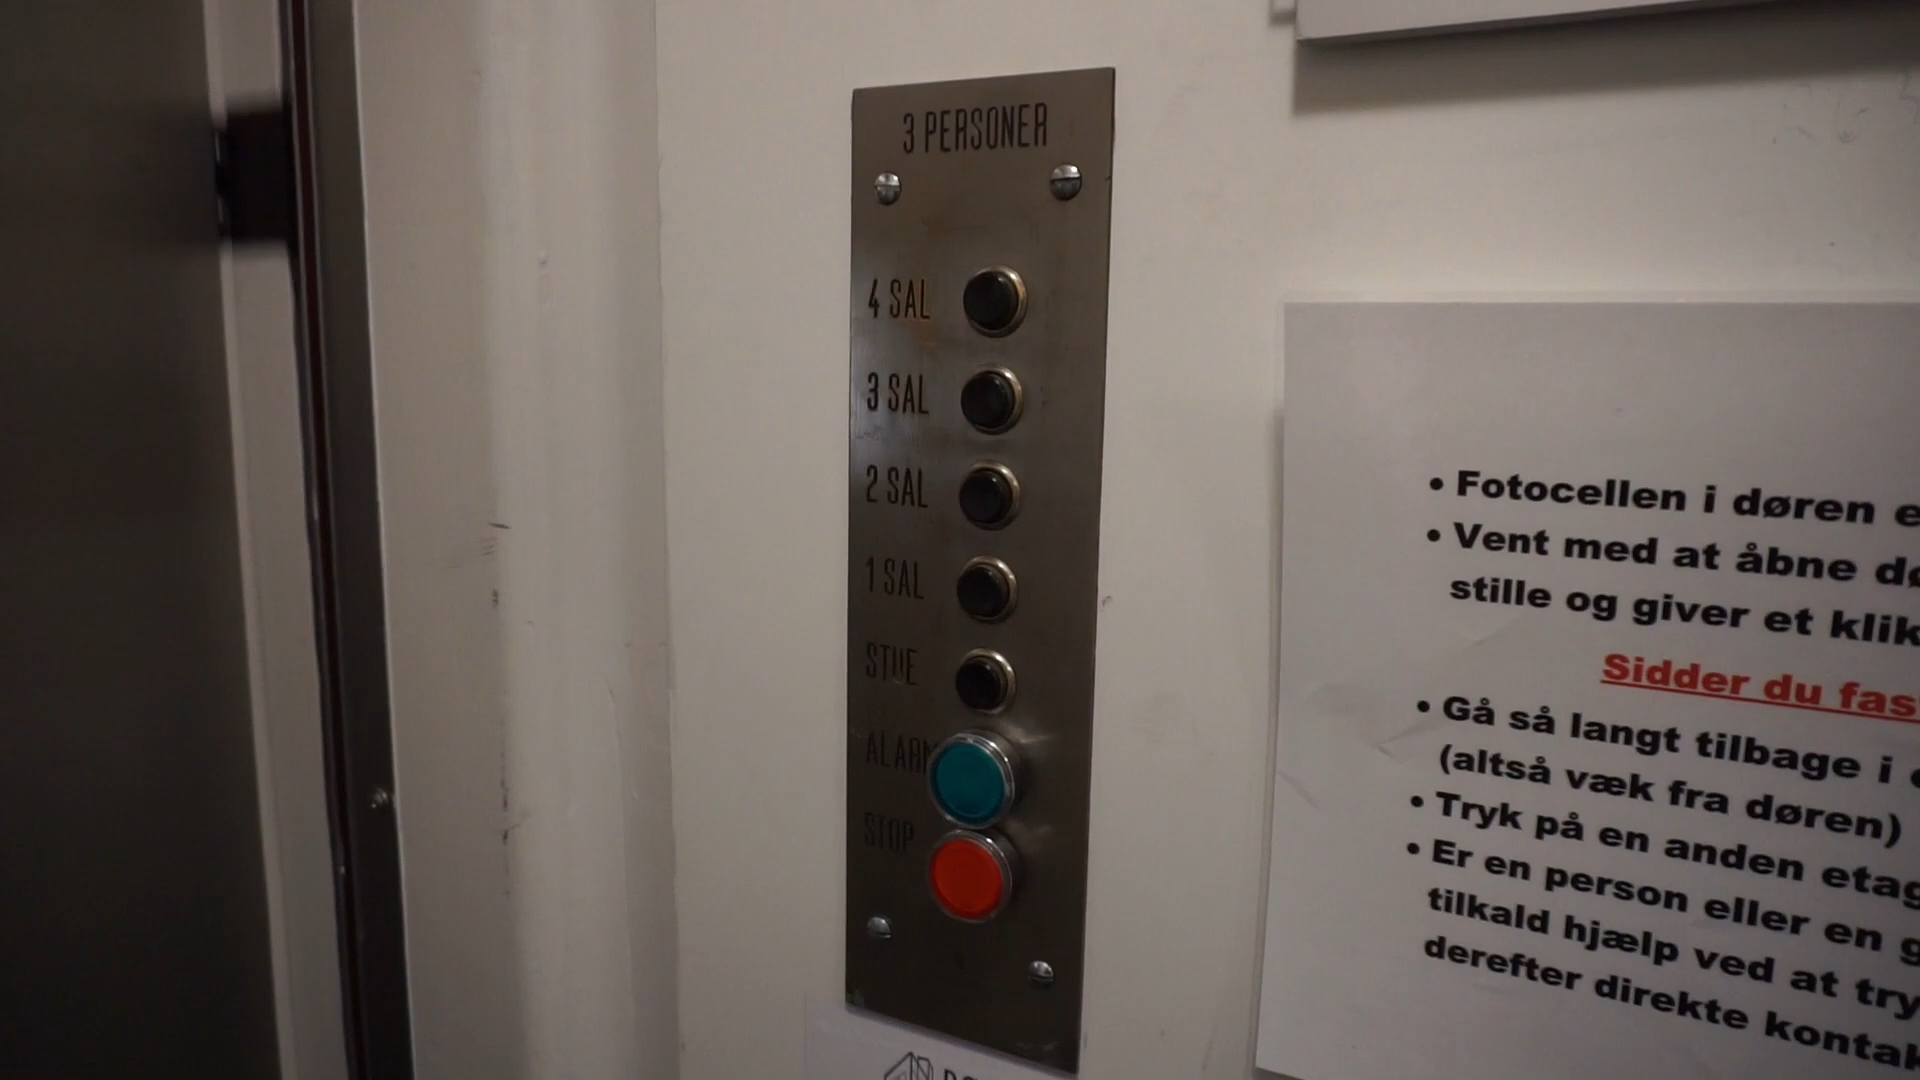 3 PERSONER
4 SAL
3 SAL
2 SAL
1 SAL
STUE
ALARM
STOP
• Fotocellen i døren
• Vent med at åbne
stille og giver et klik
Sidder du
• Gå så langt tilbage i
(altså væk fra døren)
• Tryk på en anden
• Er en person eller en
tilkald hjælp ved at
derefter direkte